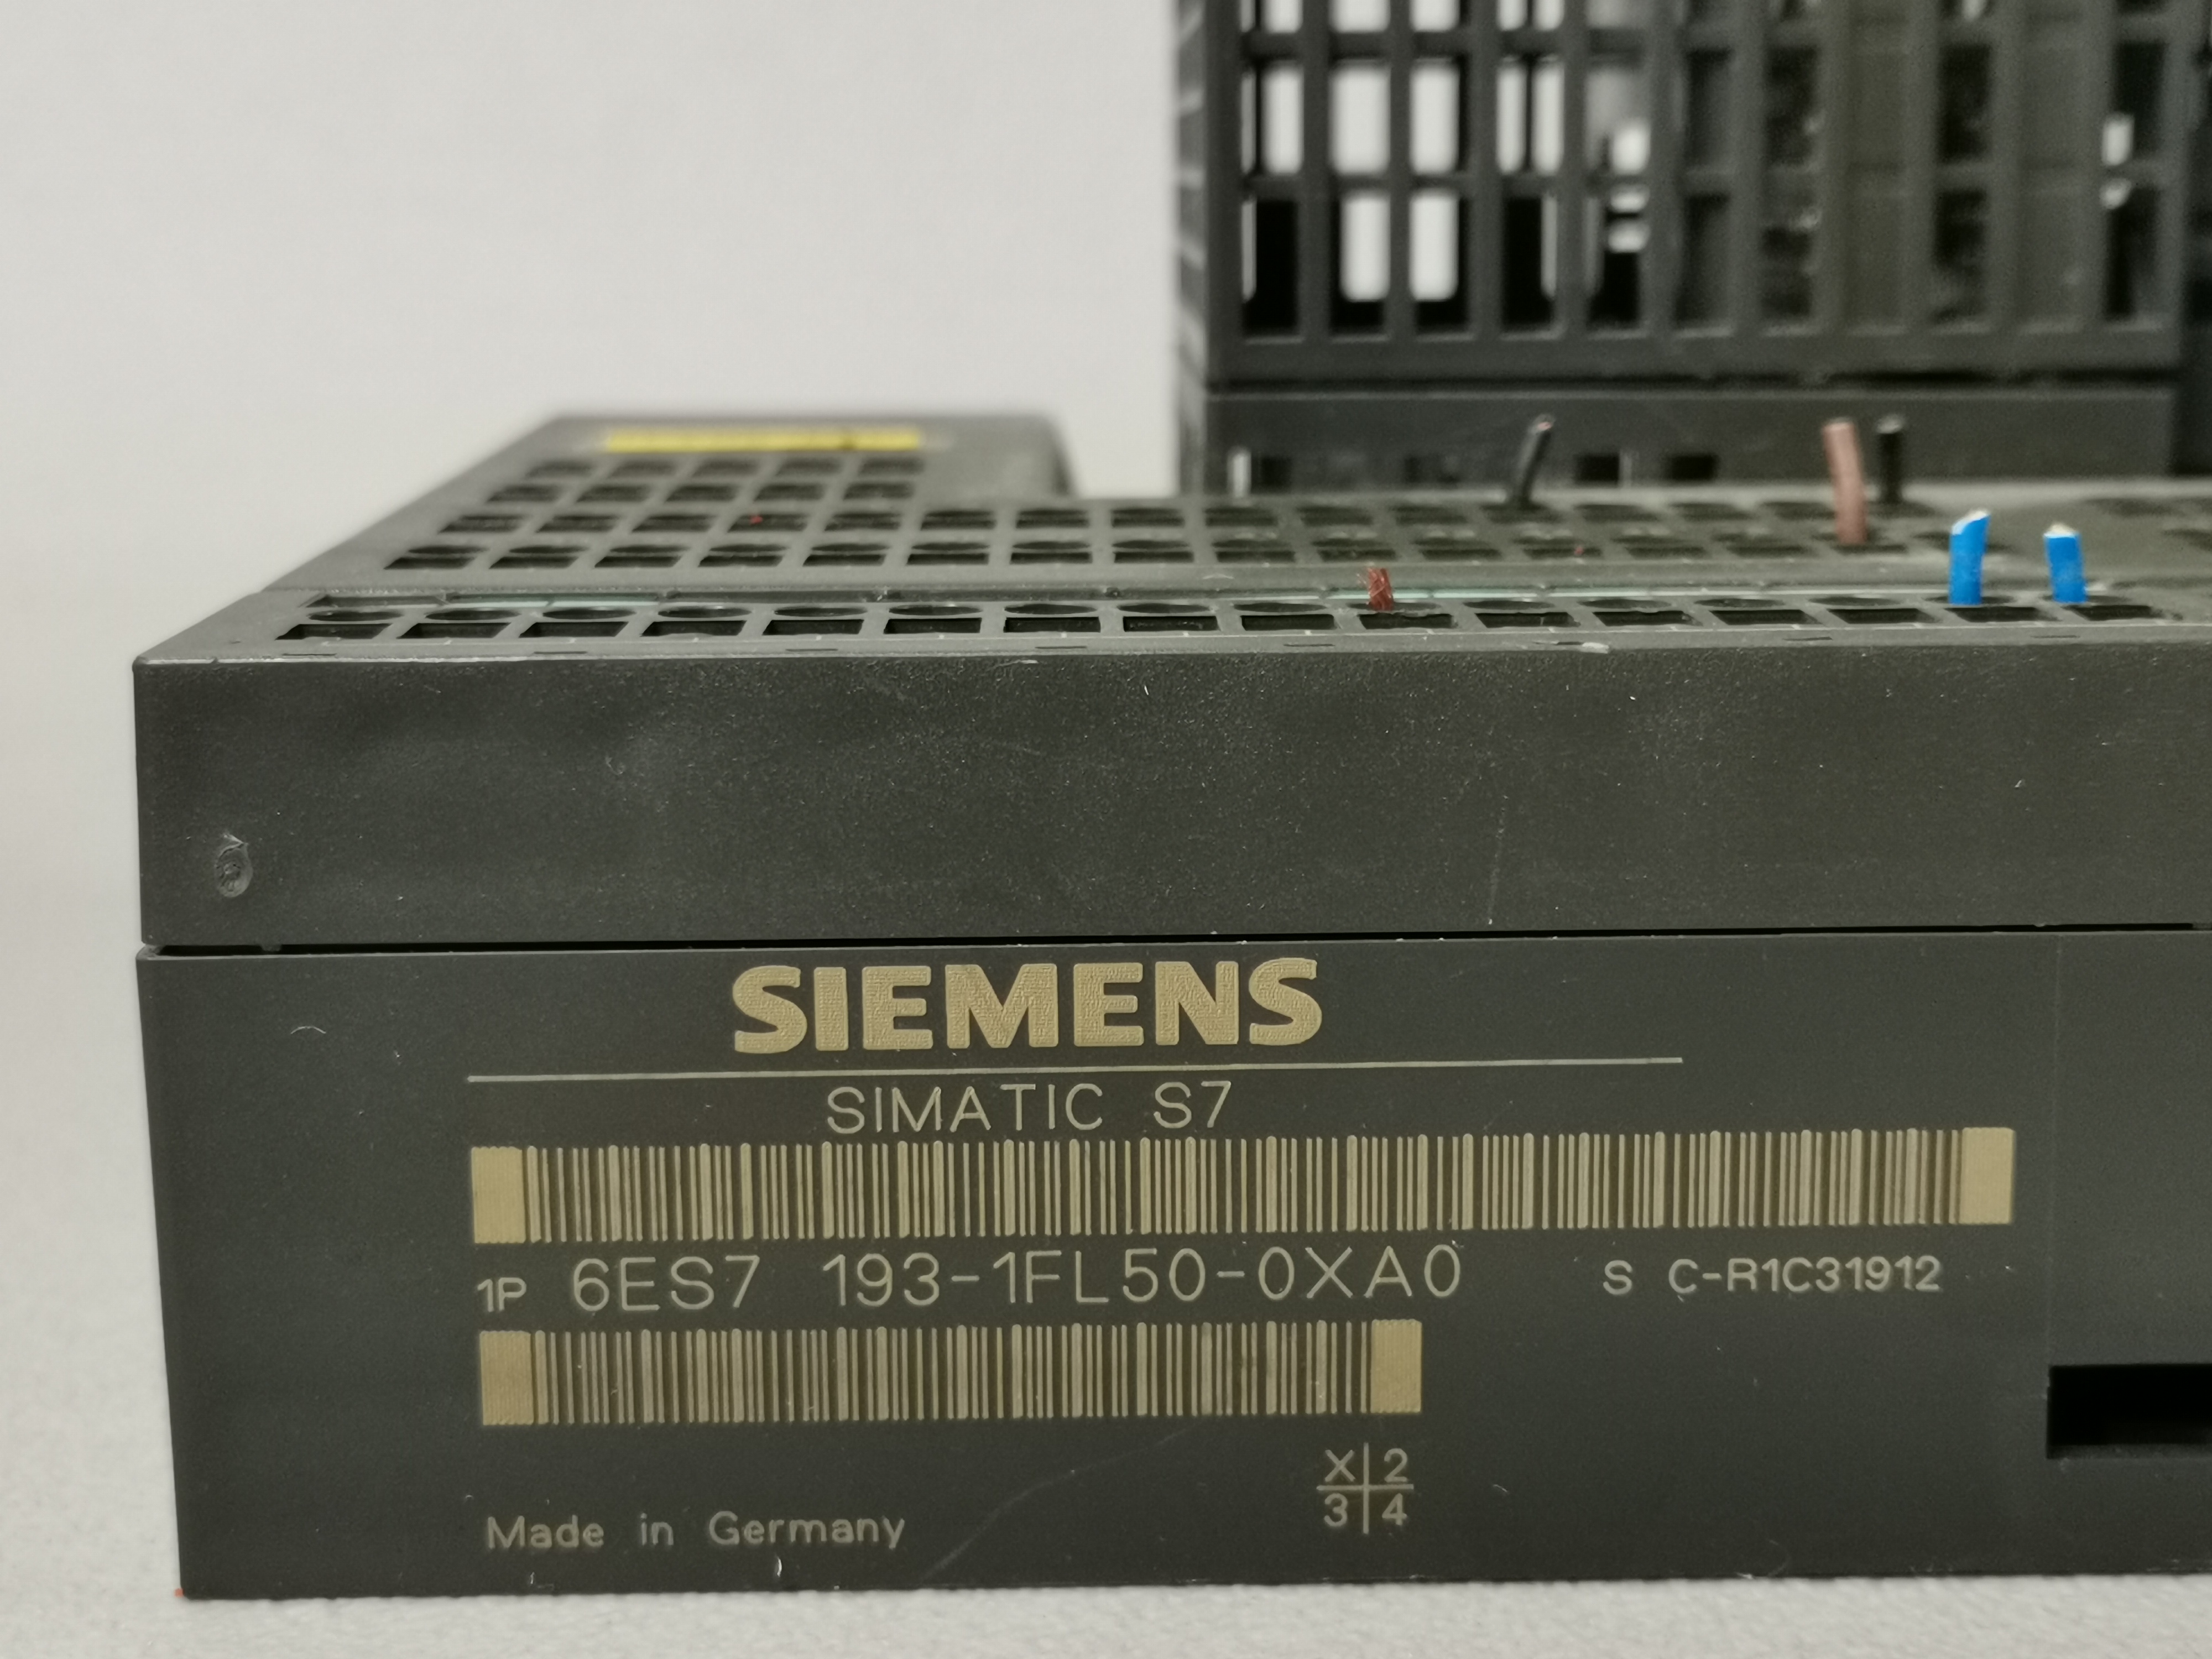 SIEMENS
SIMATIC S7
1P 6ES7 193-1FL50-0XA0 S C-R1C31912
X 2
3 4
Made in Germany